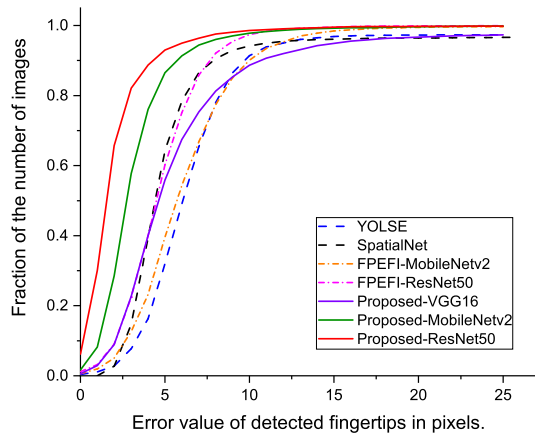 Fraction of the number of images
1.0
0.8
0.6
0.4
0.2
0.0
0
5
10
15
20
25
Error value of detected fingertips in pixels.
YOLSE
SpatialNet
FPEFI-MobileNetv2
FPEFI-ResNet50
Proposed-VGG16
Proposed-MobileNetv2
Proposed-ResNet50